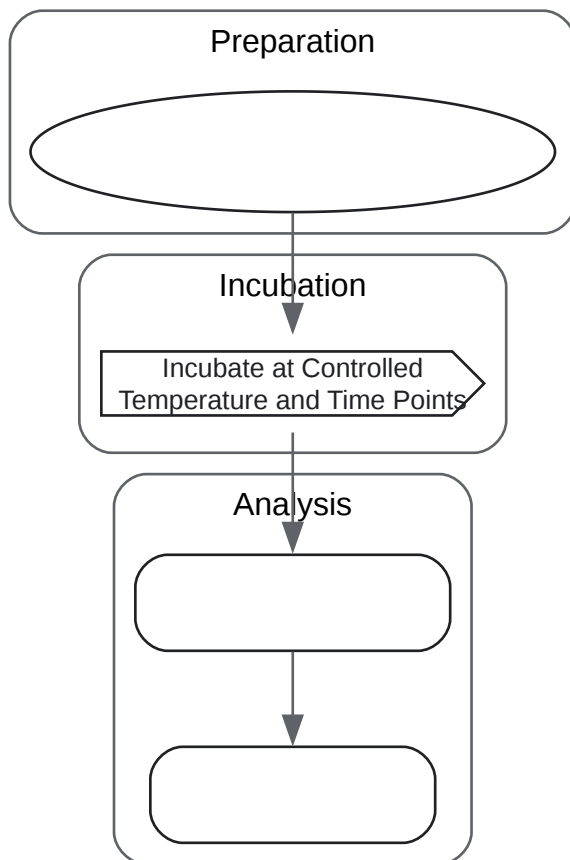 Preparation
Incubation
Incubate at Controlled
Temperature and Time Points
Analysis